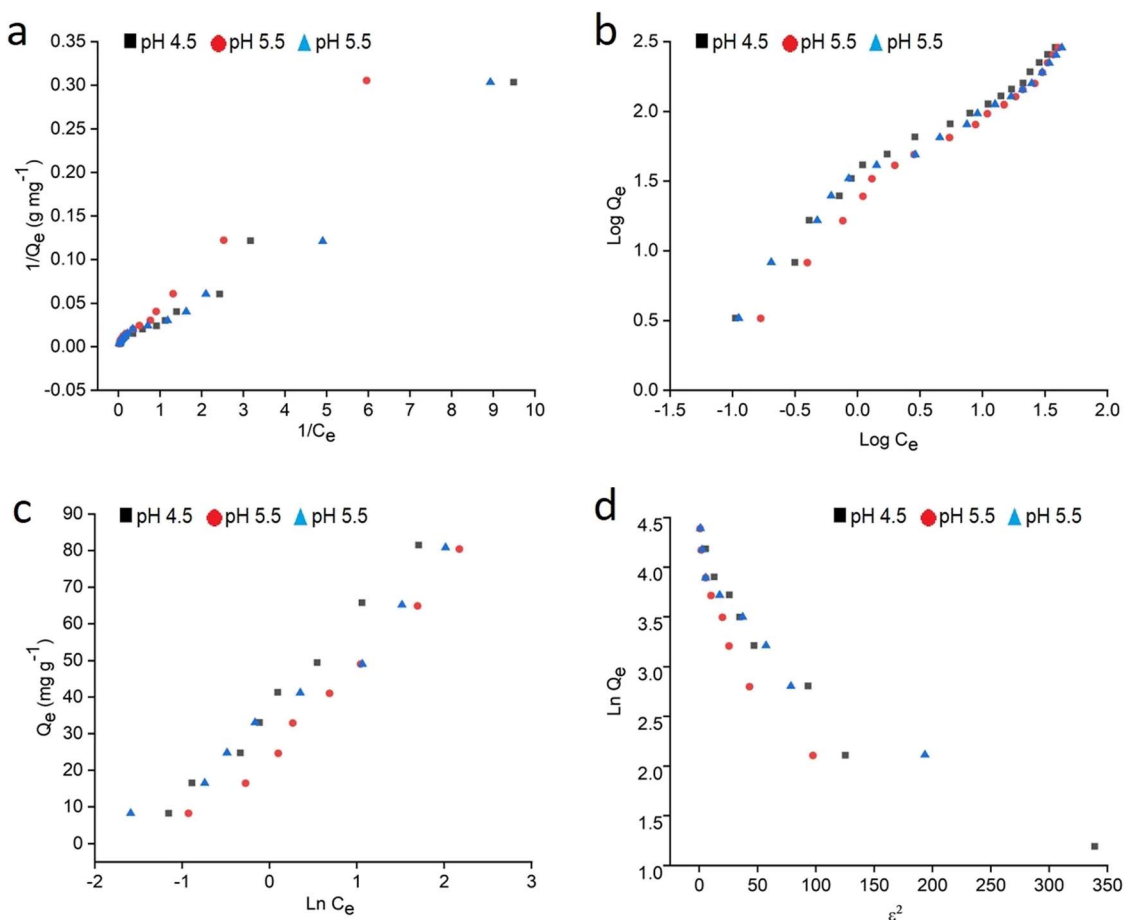 a
pH 4.5 pH 5.5 pH 5.5
0.35
0.30
0.25
0.20
0.15
0.10
0.05
0.00
-0.05
1/Qe (g mg-1)
0 1 2 3 4 5 6 7 8 9 10
1/Ce
b
pH 4.5 pH 5.5 pH 5.5
2.5
2.0
1.5
1.0
0.5
0.0
Log Qe
-1.5 -1.0 -0.5 0.0 0.5 1.0 1.5 2.0
Log Ce
c
pH 4.5 pH 5.5 pH 5.5
90
80
70
60
50
40
30
20
10
0
Qe (mg g-1)
-2 -1 0 1 2 3
Ln Ce
d
pH 4.5 pH 5.5 pH 5.5
4.5
4.0
3.5
3.0
2.5
2.0
1.5
1.0
Ln Qe
0 50 100 150 200 250 300 350
ε2